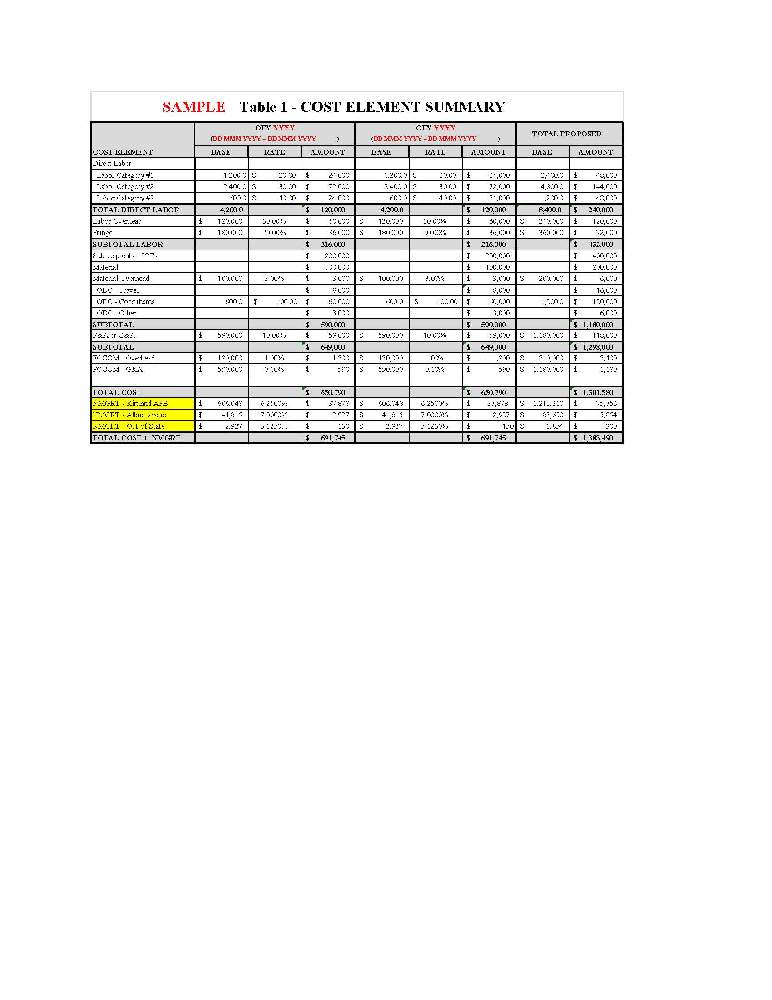 SAMPLE Table 1 - COST ELEMENT SUMMARY
OFY YYYY OFY YYYY TOTAL PROPOSED
(DD MMM YYYY – DD MMM YYYY ) (DD MMM YYYY – DD MMM YYYY )
COST ELEMENT BASE RATE AMOUNT BASE RATE AMOUNT BASE AMOUNT
Direct Labor
Labor Category #1 1,200.0 $ 20.00 $ 24,000 1,200.0 $ 20.00 $ 24,000 2,400.0 $ 48,000
Labor Category #2 2,400.0 $ 30.00 $ 72,000 2,400.0 $ 30.00 $ 72,000 4,800.0 $ 144,000
Labor Category #3 600.0 $ 40.00 $ 24,000 600.0 $ 40.00 $ 24,000 1,200.0 $ 48,000
TOTAL DIRECT LABOR 4,200.0 $ 120,000 4,200.0 $ 120,000 8,400.0 $ 240,000
Labor Overhead $ 120,000 50.00% $ 60,000 $ 120,000 50.00% $ 60,000 $ 240,000 $ 120,000
Fringe $ 180,000 20.00% $ 36,000 $ 180,000 20.00% $ 36,000 $ 360,000 $ 72,000
SUBTOTAL LABOR $ 216,000 $ 216,000 $ 432,000
Subrecipients – IOTs $ 200,000 $ 200,000 $ 400,000
Material $ 100,000 $ 100,000 $ 200,000
Material Overhead $ 100,000 3.00% $ 3,000 $ 100,000 3.00% $ 3,000 $ 200,000 $ 6,000
ODC - Travel $ 8,000 $ 8,000 $ 16,000
ODC - Consultants 600.0 $ 100.00 $ 60,000 600.0 $ 100.00 $ 60,000 1,200.0 $ 120,000
ODC - Other $ 3,000 $ 3,000 $ 6,000
SUBTOTAL $ 590,000 $ 590,000 $ 1,180,000
F&A or G&A $ 590,000 10.00% $ 59,000 $ 590,000 10.00% $ 59,000 $ 1,180,000 $ 118,000
SUBTOTAL $ 649,000 $ 649,000 $ 1,298,000
FCCOM - Overhead $ 120,000 1.00% $ 1,200 $ 120,000 1.00% $ 1,200 $ 240,000 $ 2,400
FCCOM - G&A $ 590,000 0.10% $ 590 $ 590,000 0.10% $ 590 $ 1,180,000 $ 1,180
TOTAL COST $ 650,790 $ 650,790 $ 1,301,580
NMGRT - Kirtland AFB $ 606,048 6.2500% $ 37,878 $ 606,048 6.2500% $ 37,878 $ 1,212,210 $ 75,756
NMGRT - Albuquerque $ 41,815 7.0000% $ 2,927 $ 41,815 7.0000% $ 2,927 $ 83,630 $ 5,854
NMGRT - Out-of-State $ 2,927 5.1250% $ 150 $ 2,927 5.1250% $ 150 $ 5,854 $ 300
TOTAL COST + NMGRT $ 691,745 $ 691,745 $ 1,383,490